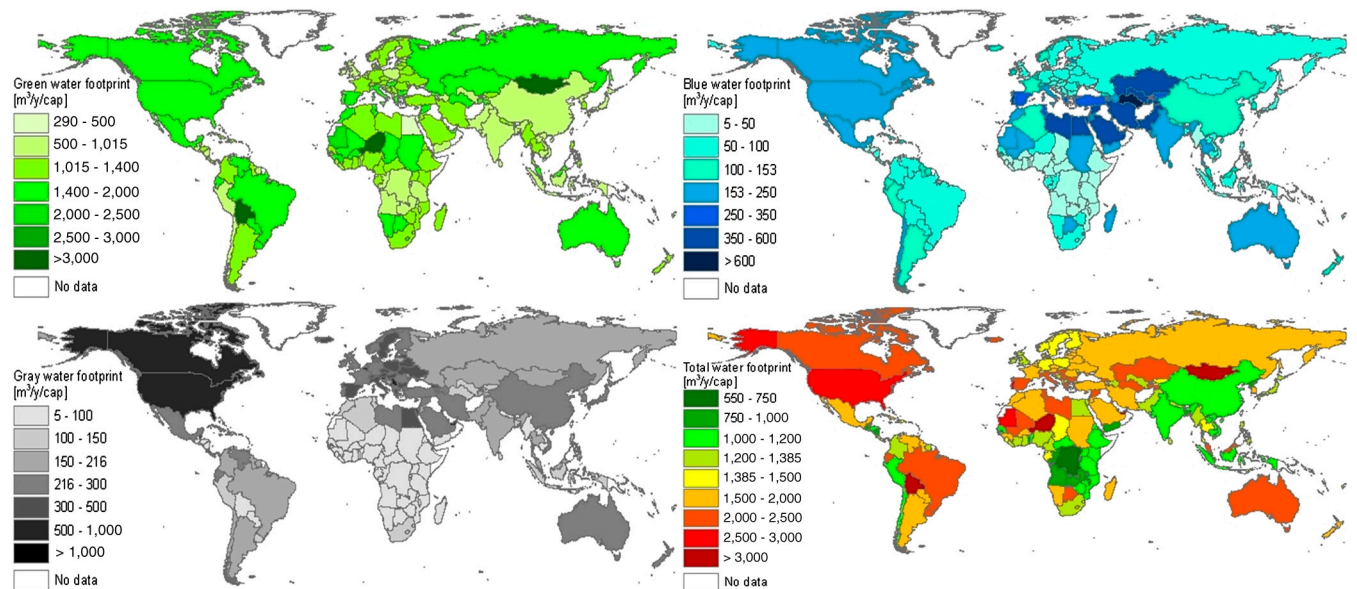 Green water footprint
[m³/y/cap]
290 - 500
500 - 1,015
1,015 - 1,400
1,400 - 2,000
2,000 - 2,500
2,500 - 3,000
>3,000
No data
Blue water footprint
[m³/y/cap]
5 - 50
50 - 100
100 - 153
153 - 250
250 - 350
350 - 600
>600
No data
Gray water footprint
[m³/y/cap]
5 - 100
100 - 150
150 - 216
216 - 300
300 - 500
500 - 1,000
> 1,000
No data
Total water footprint
[m³/y/cap]
550 - 750
750 - 1,000
1,000 - 1,200
1,200 - 1,385
1,385 - 1,500
1,500 - 2,000
2,000 - 2,500
2,500 - 3,000
> 3,000
No data